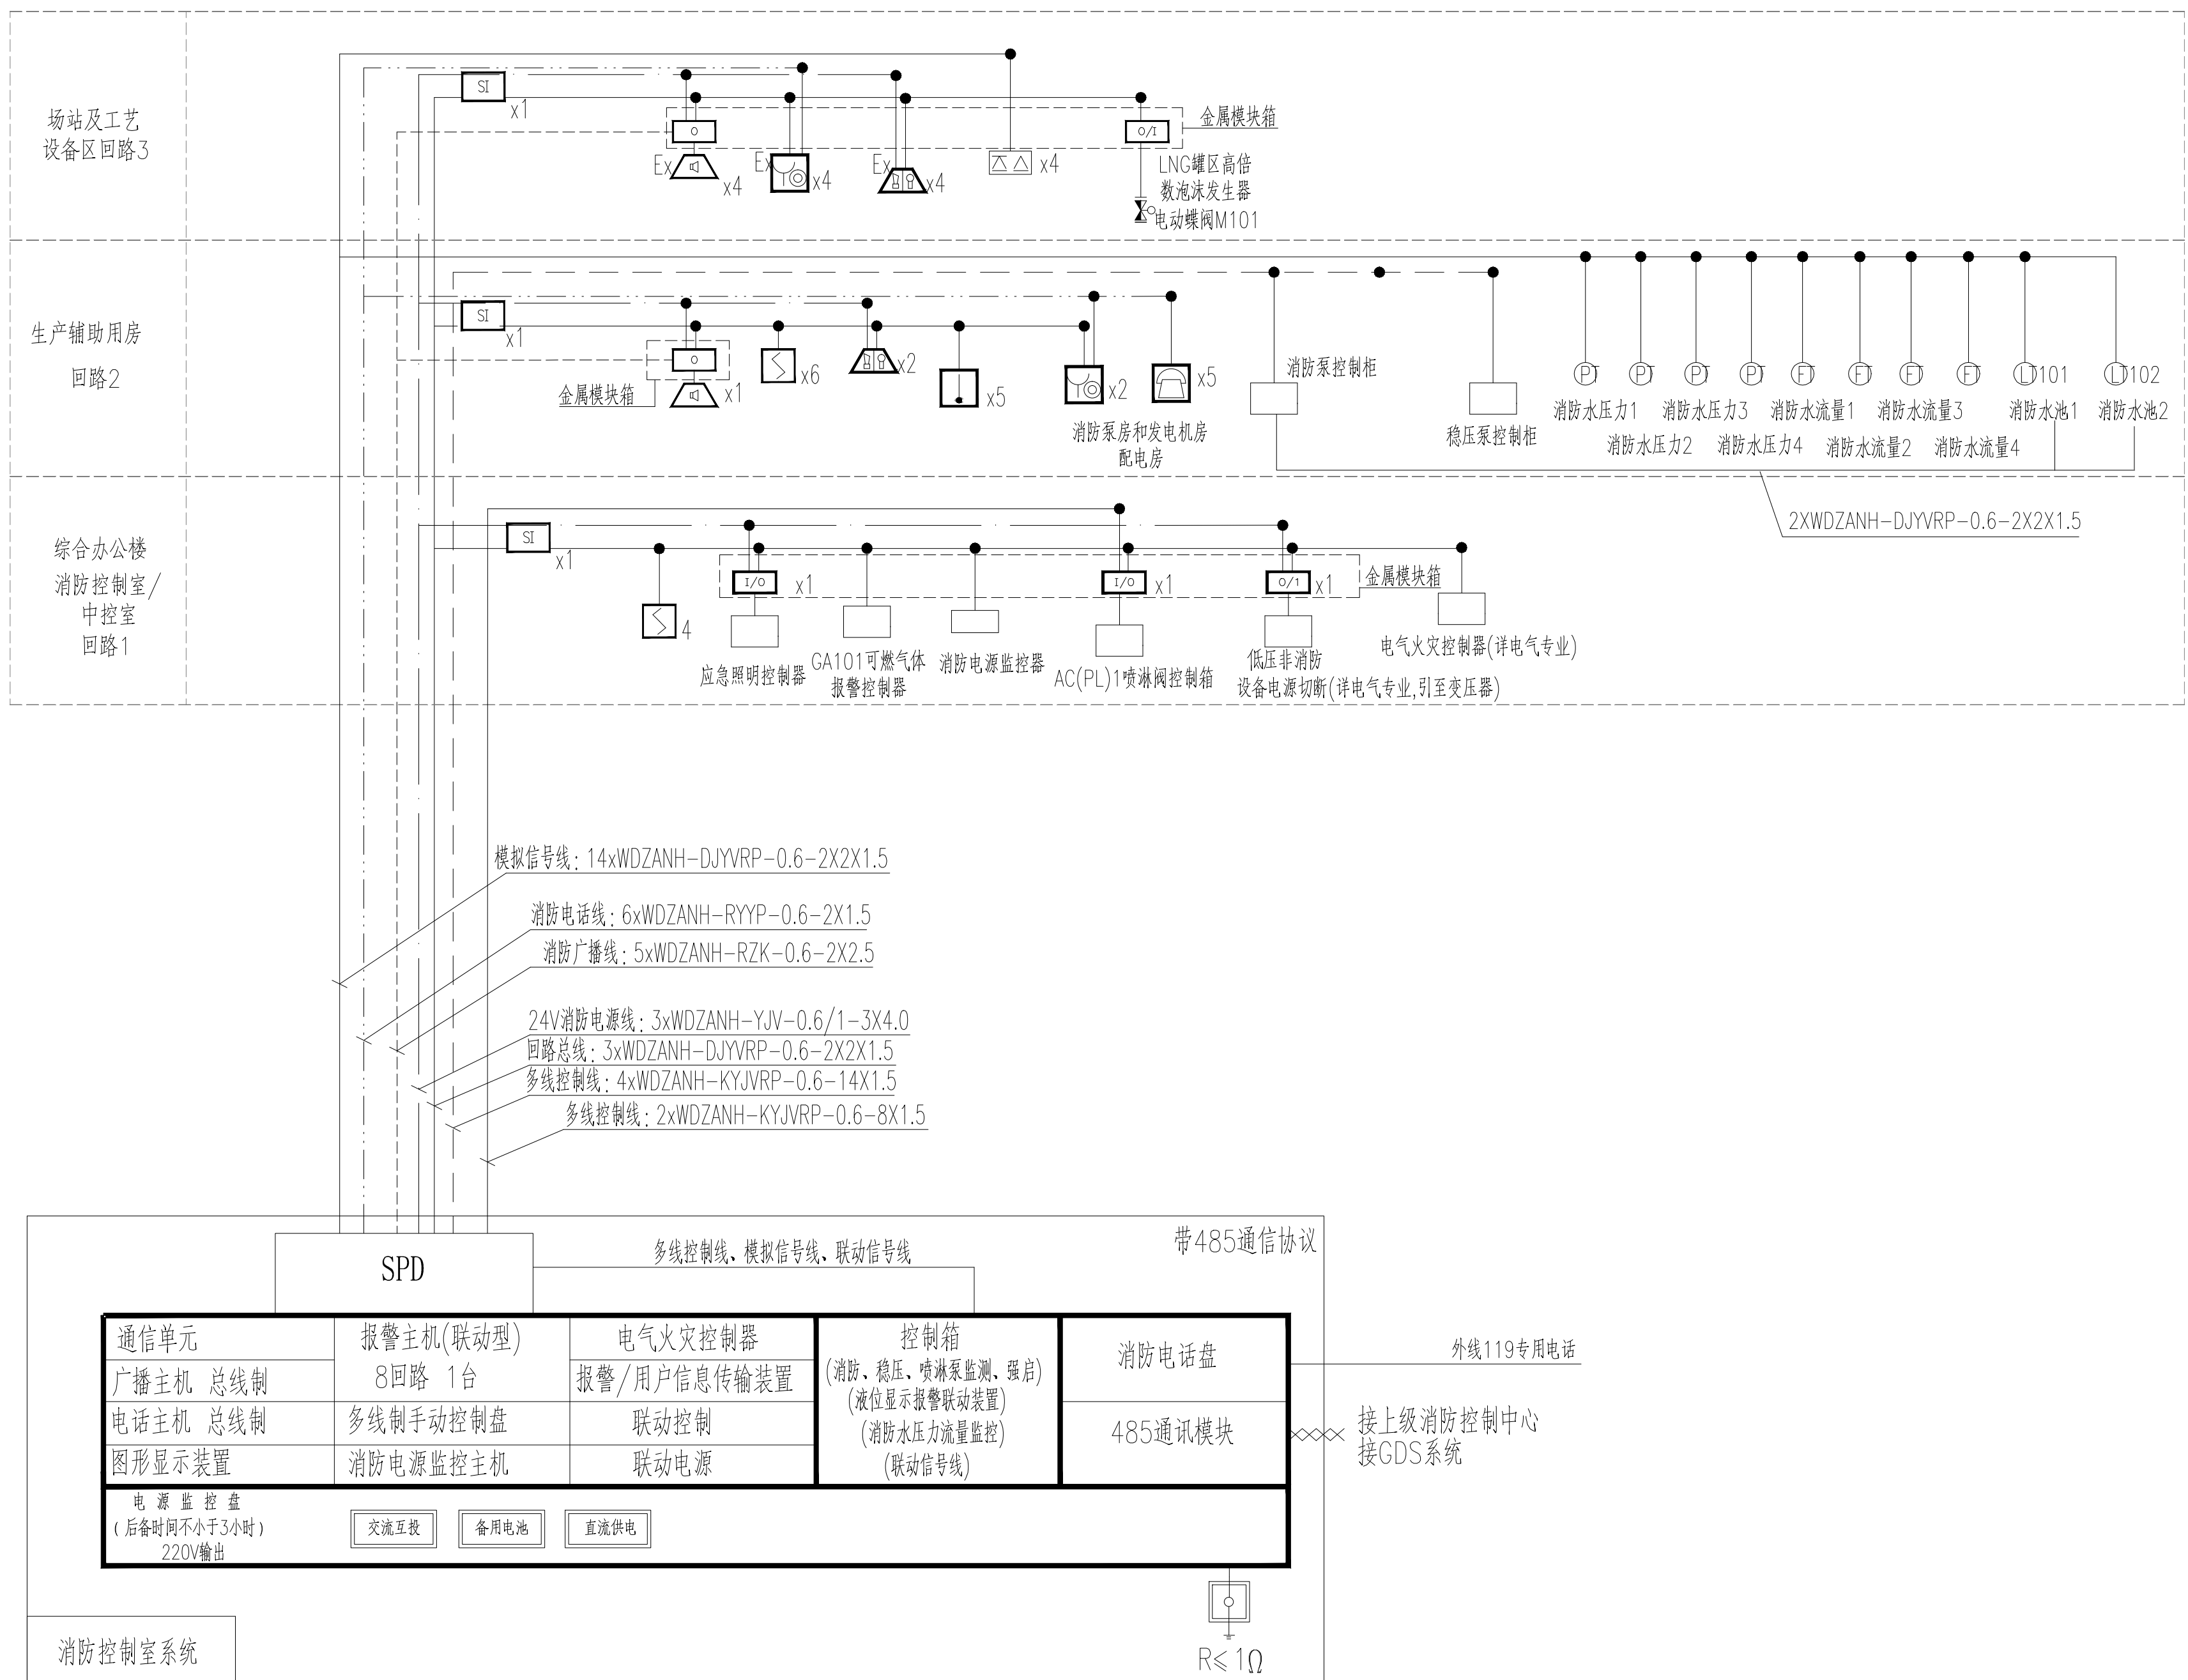 场站及工艺
设备区回路3
SI
x1
O
Ex
x4
Ex
x4
Ex
x4
x4
O/I
金属模块箱
LNG罐区高倍
数泡沫发生器
电动蝶阀M101
生产辅助用房
回路2
SI
x1
O
x1
金属模块箱
x6
x2
x5
x2
x5
消防泵房和发电机房
配电房
消防泵控制柜
稳压泵控制柜
PT
PT
PT
PT
FT
FT
FT
FT
LT101
LT102
消防水压力1
消防水压力3
消防水流量1
消防水流量3
消防水池1
消防水池2
消防水压力2
消防水压力4
消防水流量2
消防水流量4
2XWDZANH-DJYVRP-0.6-2X2X1.5
综合办公楼
消防控制室/
中控室
回路1
SI
x1
4
I/O
x1
I/O
x1
O/1
x1
金属模块箱
应急照明控制器
GA101可燃气体
报警控制器
消防电源监控器
AC(PL)1喷淋阀控制箱
低压非消防
设备电源切断(详电气专业,引至变压器)
电气火灾控制器(详电气专业)
模拟信号线: 14xWDZANH-DJYVRP-0.6-2X2X1.5
消防电话线: 6xWDZANH-RYYP-0.6-2X1.5
消防广播线: 5xWDZANH-RZK-0.6-2X2.5
24V消防电源线: 3xWDZANH-YJV-0.6/1-3X4.0
回路总线: 3xWDZANH-DJYVRP-0.6-2X2X1.5
多线控制线: 4xWDZANH-KYJVRP-0.6-14X1.5
多线控制线: 2xWDZANH-KYJVRP-0.6-8X1.5
SPD
多线控制线、模拟信号线、联动信号线
带485通信协议
通信单元
广播主机 总线制
电话主机 总线制
图形显示装置
报警主机(联动型)
8回路 1台
多线制手动控制盘
消防电源监控主机
电气火灾控制器
报警/用户信息传输装置
联动控制
联动电源
控制箱
(消防、稳压、喷淋泵监测、强启)
(液位显示报警联动装置)
(消防水压力流量监控)
(联动信号线)
消防电话盘
485通讯模块
外线119专用电话
接上级消防控制中心
接GDS系统
电源监控盘
(后备时间不小于3小时)
220V输出
交流互投
备用电池
直流供电
R≤1Ω
消防控制室系统